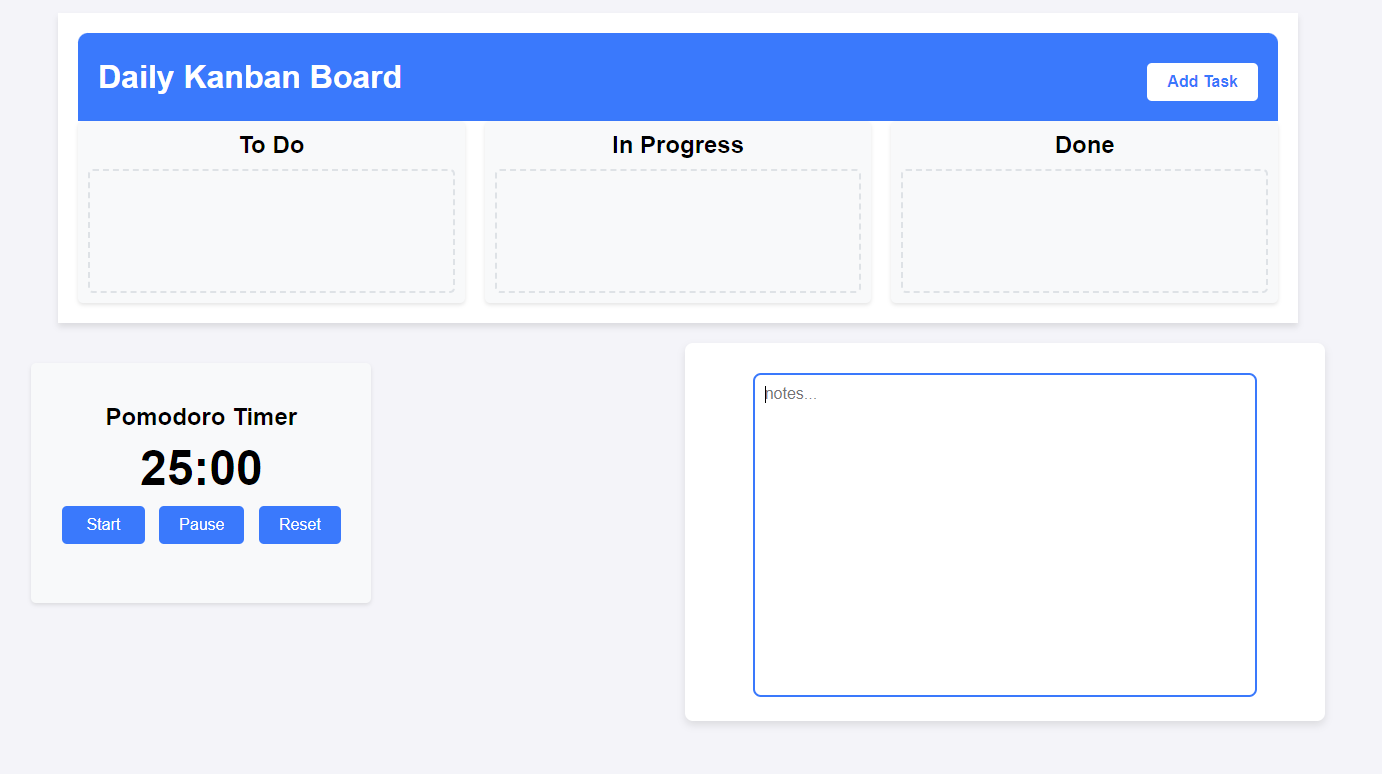 Daily Kanban Board
Add Task
To Do
In Progress
Done
Pomodoro Timer
25:00
Start
Pause
Reset
notes...